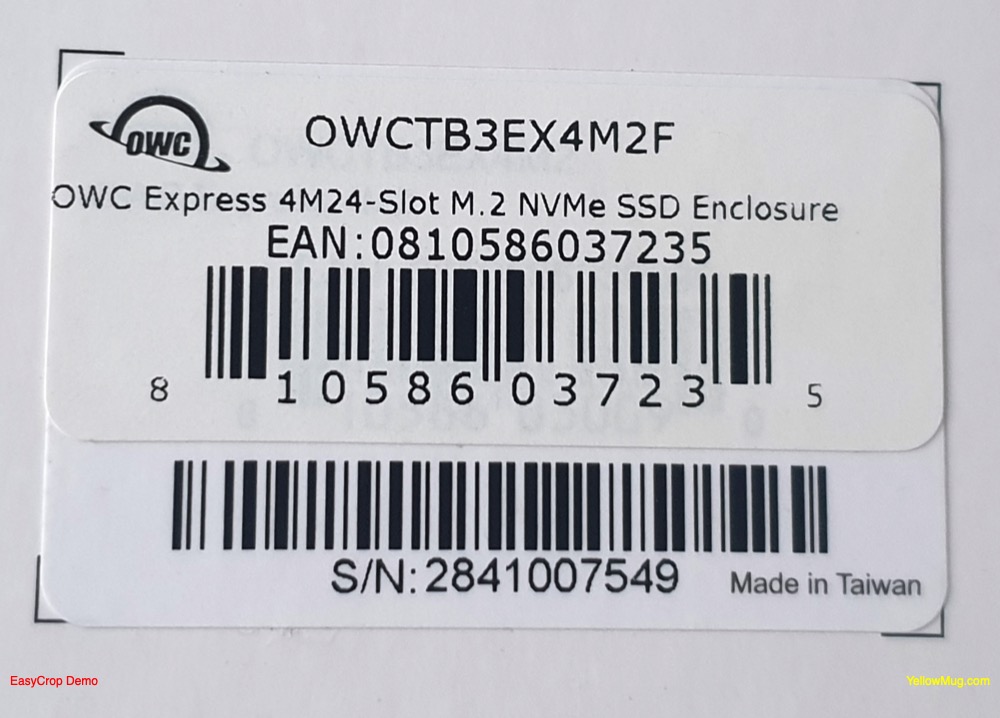 OWC
OWCTB3EX4M2F
OWC Express 4M24-Slot M.2 NVMe SSD Enclosure
EAN:0810586037235
8 10586 03723 5
S/N:2841007549
Made in Taiwan
EasyCrop Demo
YellowMug.com